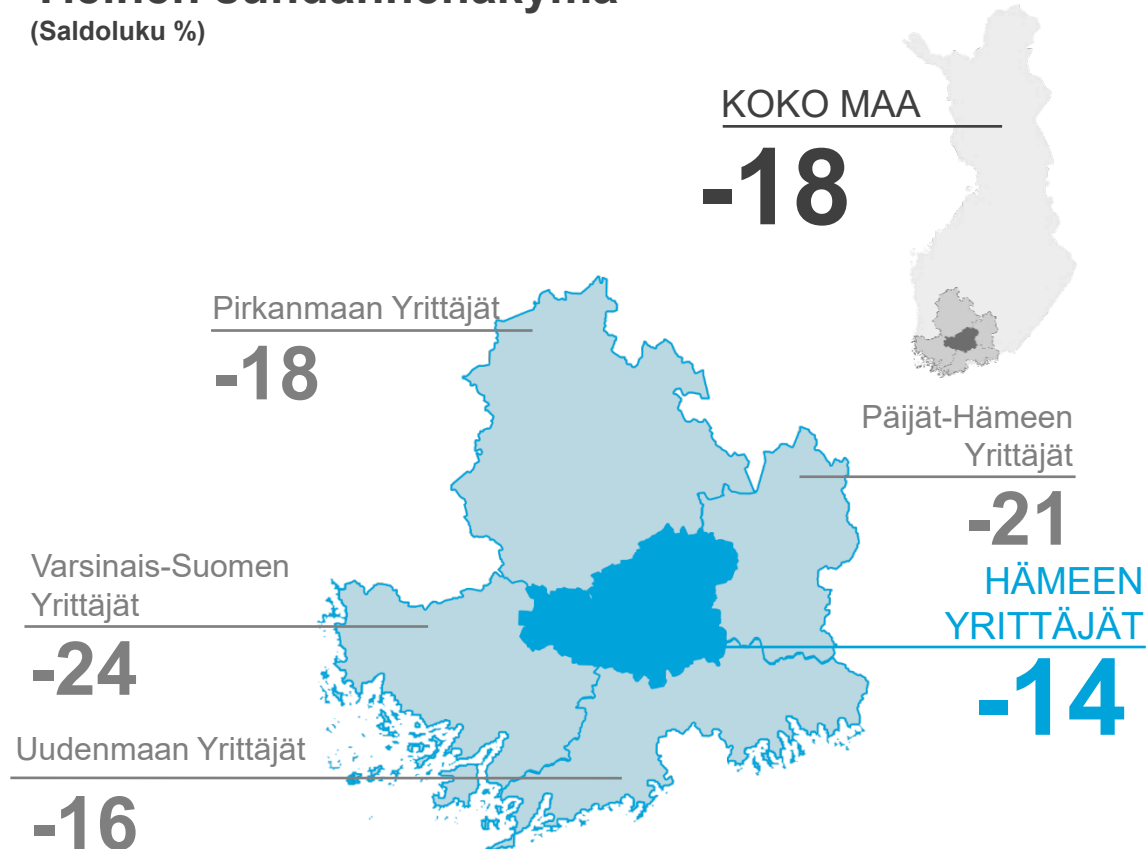 (Saldoluku %)
KOKO MAA
-18
Pirkanmaan Yrittäjät
-18
Päijät-Hämeen
Yrittäjät
-21
Varsinais-Suomen
Yrittäjät
-24
HÄMEEN
YRITTÄJÄT
-14
Uudenmaan Yrittäjät
-16